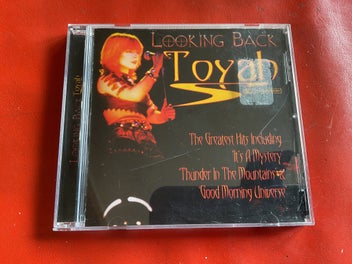 LOOKING BACK
Toyah
The Greatest Hits Including
It's A Mystery
Thunder In The Mountains &
Good Morning Universe
LOOKING BACK Toyah